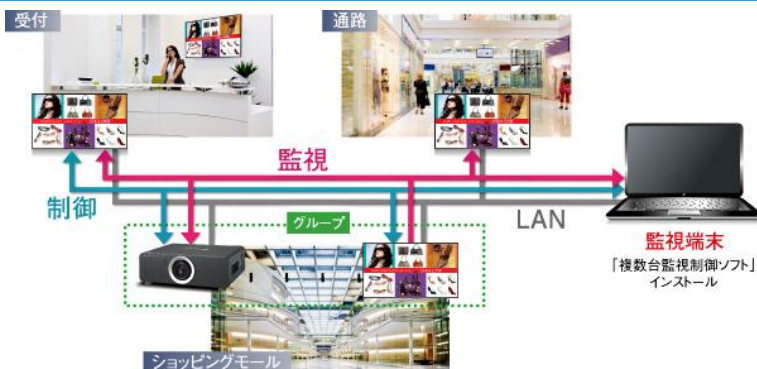 受付
通路
監視
制御
LAN
グループ
監視端末
「複数台監視制御ソフト」
インストール
ショッピングモール